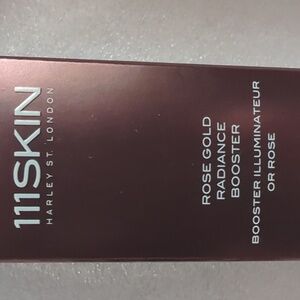 111SKIN
HARLEY ST. LONDON
ROSE GOLD
RADIANCE
BOOSTER
BOOSTER ILLUMINATEUR
OR ROSE